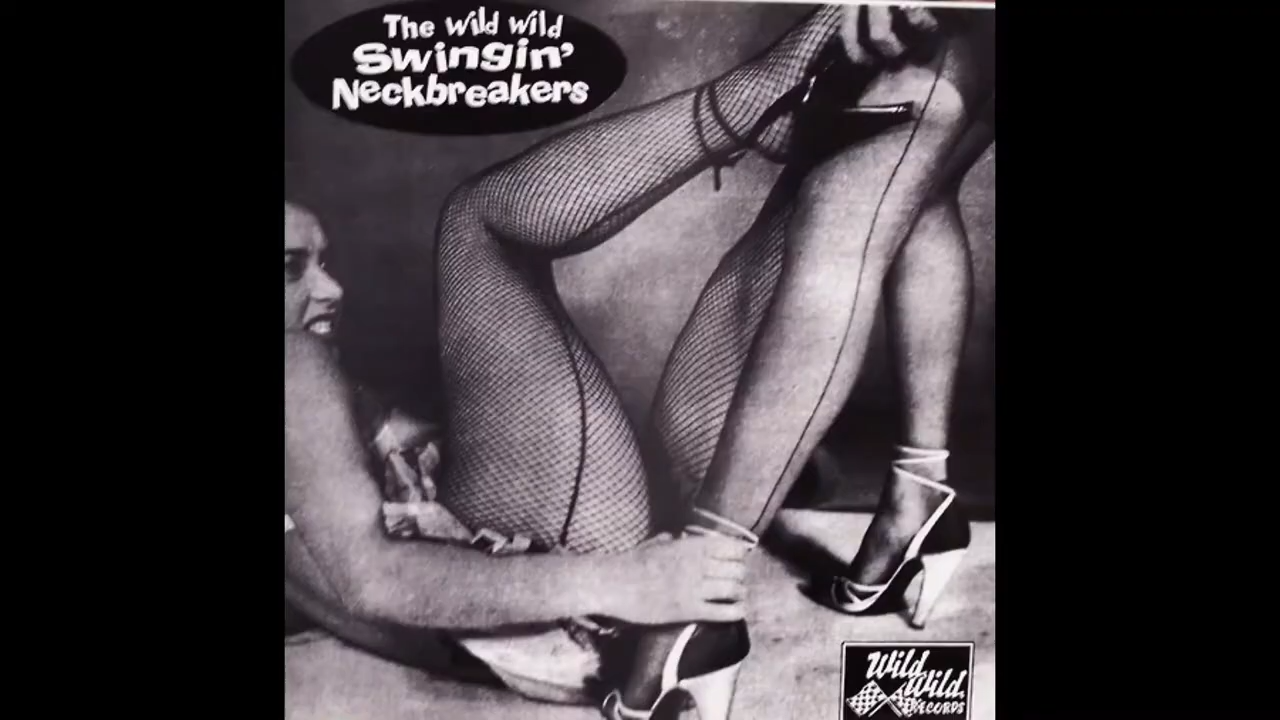 The Wild Wild
Swingin'
Neckbreakers
Wild
Wild
RECORDS